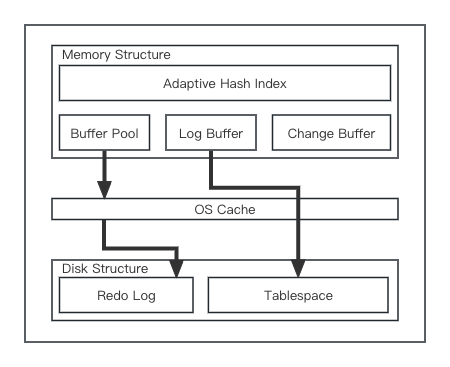 Memory Structure
Adaptive Hash Index
Buffer Pool
Log Buffer
Change Buffer
OS Cache
Disk Structure
Redo Log
Tablespace